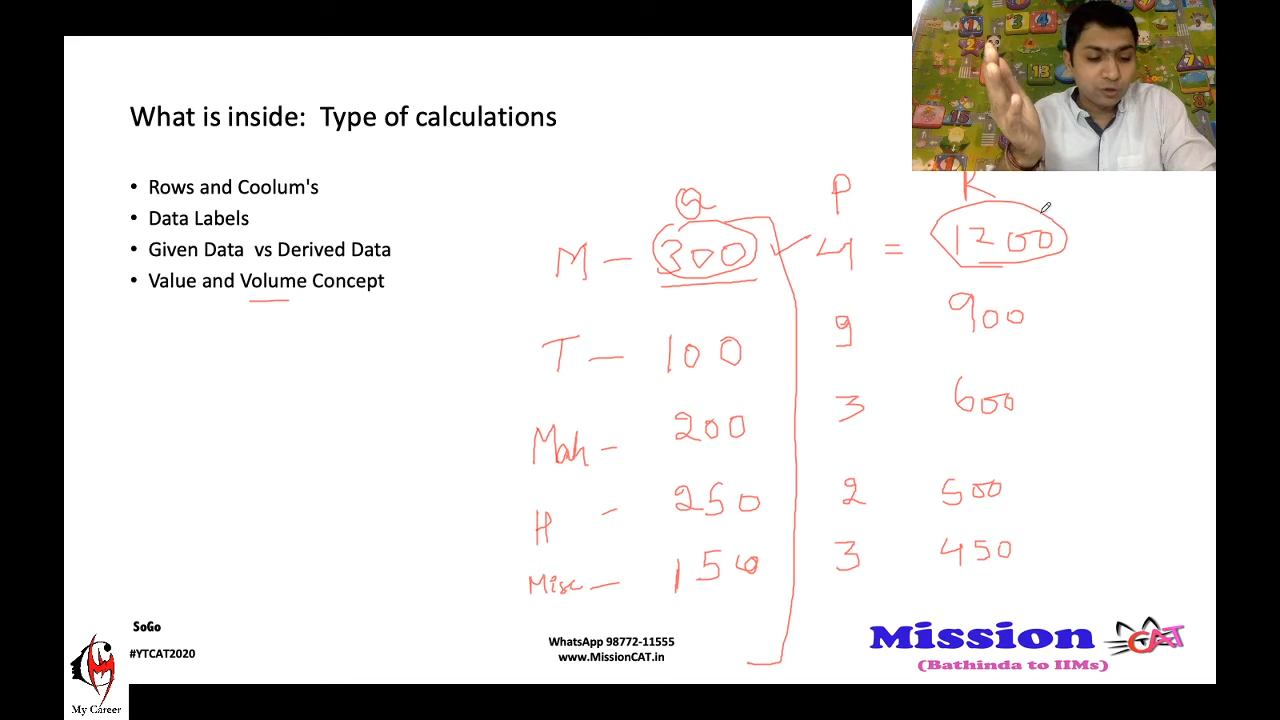 What is inside: Type of calculations
• Rows and Coolum's
• Data Labels
• Given Data vs Derived Data
• Value and Volume Concept
Q P R
M - 300 4 = 1200
T - 100 9 900
Mah - 200 3 600
H - 250 2 500
Misc - 150 3 450
SoGo
#YTCAT2020
My Career
WhatsApp 98772-11555
www.MissionCAT.in
Mission CAT
(Bathinda to IIMs)